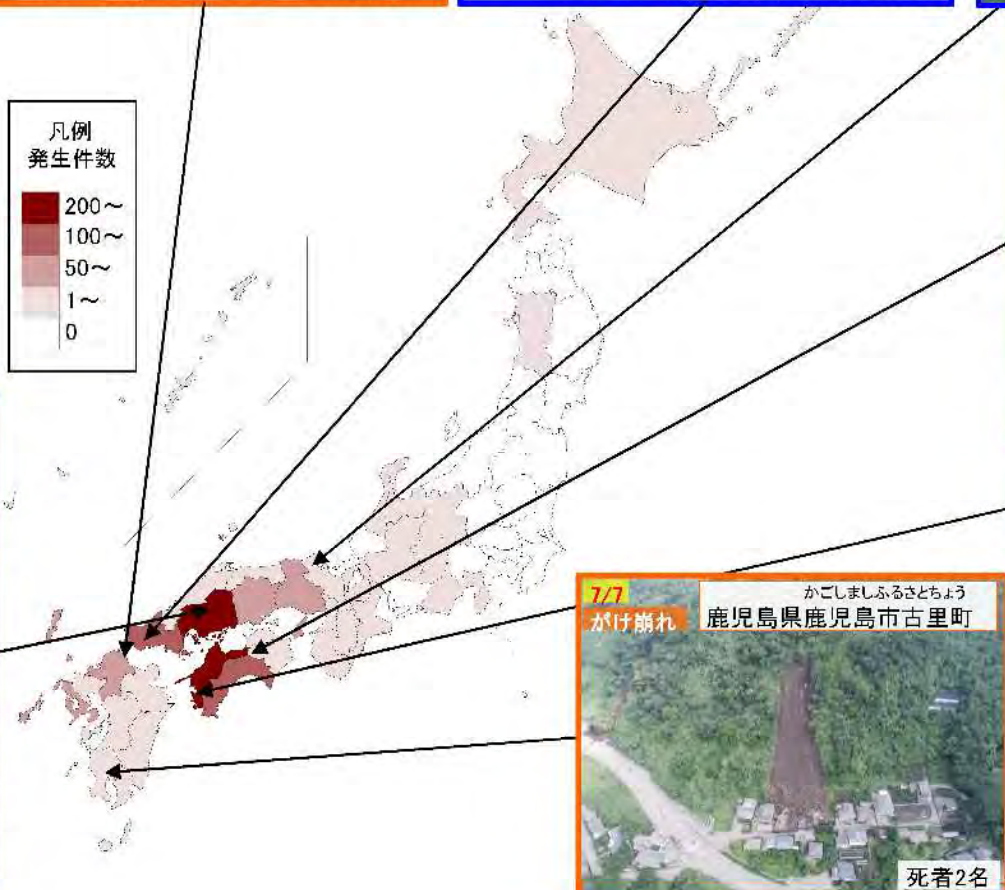 凡例
発生件数
200～
100～
50～
1～
0
7/7
がけ崩れ
かごしましふるさとちょう
鹿児島県鹿児島市古里町
死者2名